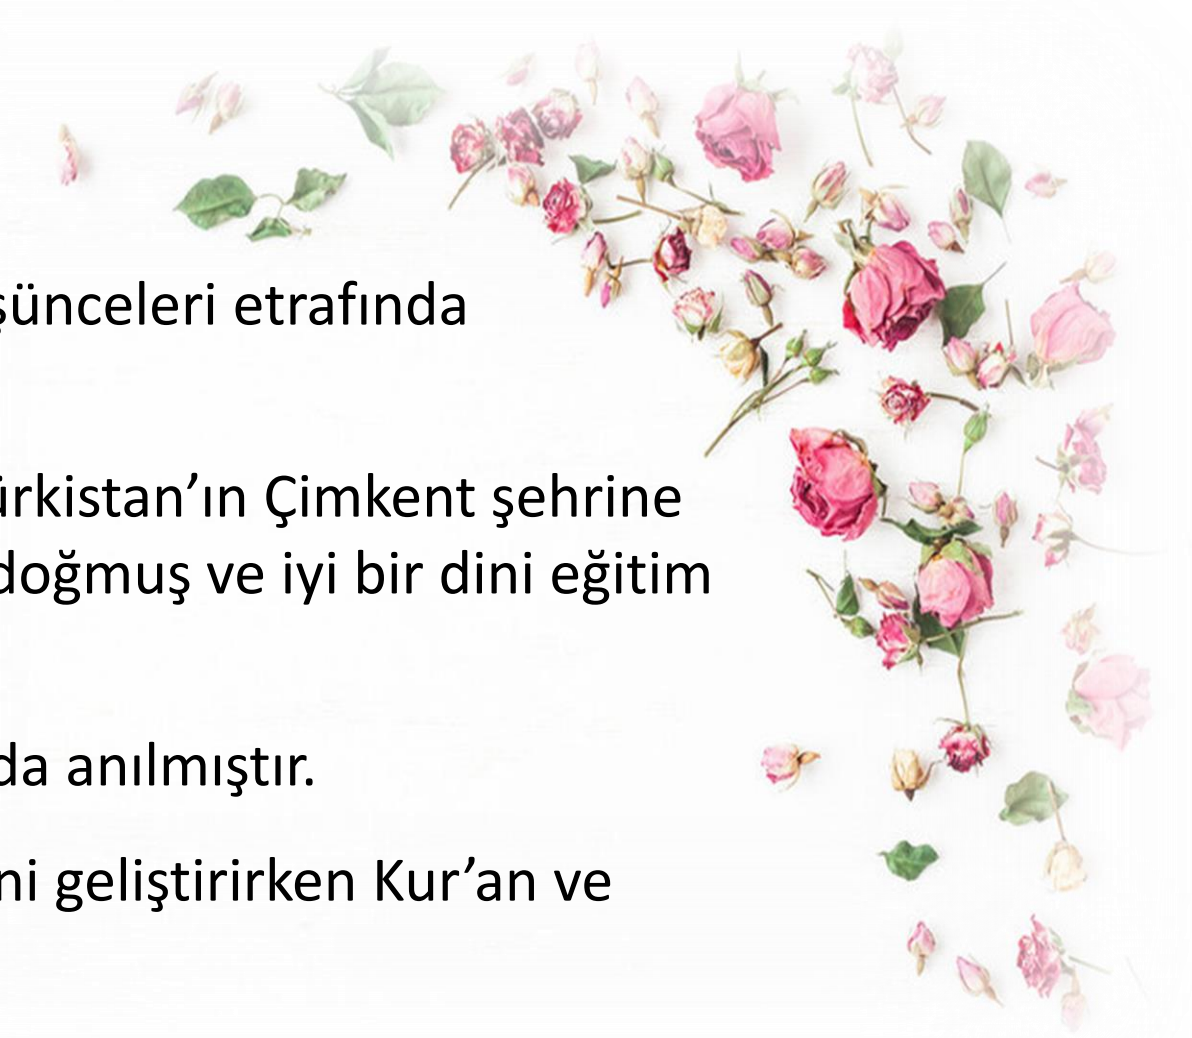 şünceleri etrafında
ürkistan’ın Çimkent şehrine
doğmuş ve iyi bir dini eğitim
da anılmıştır.
ni geliştirirken Kur’an ve